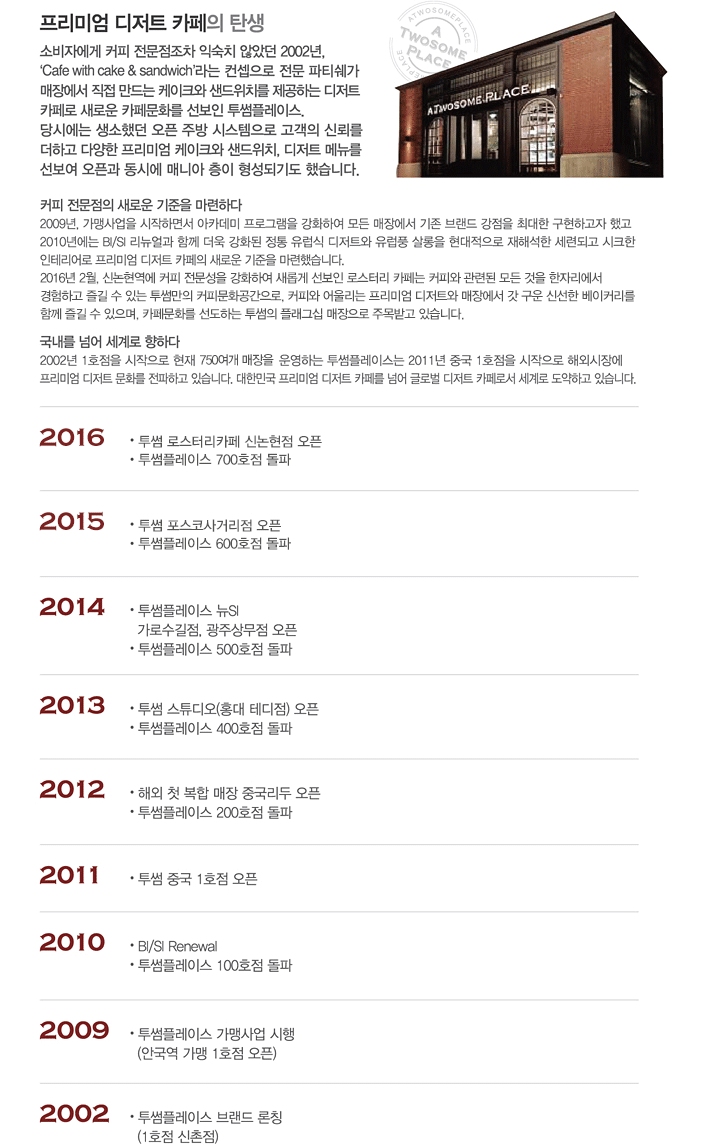 프리미엄 디저트 카페의 탄생
소비자에게 커피 전문점조차 익숙치 않았던 2002년,
‘Cafe with cake & sandwich’라는 컨셉으로 전문 파티쉐가
매장에서 직접 만드는 케이크와 샌드위치를 제공하는 디저트
카페로 새로운 카페문화를 선보인 투썸플레이스.
당시에는 생소했던 오픈 주방 시스템으로 고객의 신뢰를
더하고 다양한 프리미엄 케이크와 샌드위치, 디저트 메뉴를
선보여 오픈과 동시에 매니아 층이 형성되기도 했습니다.
ATWOSOMEPLACE
A
TWOSOME
PLACE
PLACE
A TWOSOME PLACE
커피 전문점의 새로운 기준을 마련하다
2009년, 가맹사업을 시작하면서 아카데미 프로그램을 강화하여 모든 매장에서 기존 브랜드 강점을 최대한 구현하고자 했고
2010년에는 BI/SI 리뉴얼과 함께 더욱 강화된 정통 유럽식 디저트와 유럽풍 살롱을 현대적으로 재해석한 세련되고 시크한
인테리어로 프리미엄 디저트 카페의 새로운 기준을 마련했습니다.
2016년 2월, 신논현역에 커피 전문성을 강화하여 새롭게 선보인 로스터리 카페는 커피와 관련된 모든 것을 한자리에서
경험하고 즐길 수 있는 투썸만의 커피문화공간으로, 커피와 어울리는 프리미엄 디저트와 매장에서 갓 구운 신선한 베이커리를
함께 즐길 수 있으며, 카페문화를 선도하는 투썸의 플래그십 매장으로 주목받고 있습니다.
국내를 넘어 세계로 향하다
2002년 1호점을 시작으로 현재 750여개 매장을 운영하는 투썸플레이스는 2011년 중국 1호점을 시작으로 해외시장에
프리미엄 디저트 문화를 전파하고 있습니다. 대한민국 프리미엄 디저트 카페를 넘어 글로벌 디저트 카페로서 세계로 도약하고 있습니다.
2016
• 투썸 로스터리카페 신논현점 오픈
• 투썸플레이스 700호점 돌파
2015
• 투썸 포스코사거리점 오픈
• 투썸플레이스 600호점 돌파
2014
• 투썸플레이스 뉴SI
가로수길점, 광주상무점 오픈
• 투썸플레이스 500호점 돌파
2013
• 투썸 스튜디오(홍대 테디점) 오픈
• 투썸플레이스 400호점 돌파
2012
• 해외 첫 복합 매장 중국리두 오픈
• 투썸플레이스 200호점 돌파
2011
• 투썸 중국 1호점 오픈
2010
• BI/SI Renewal
• 투썸플레이스 100호점 돌파
2009
• 투썸플레이스 가맹사업 시행
(안국역 가맹 1호점 오픈)
2002
• 투썸플레이스 브랜드 론칭
(1호점 신촌점)